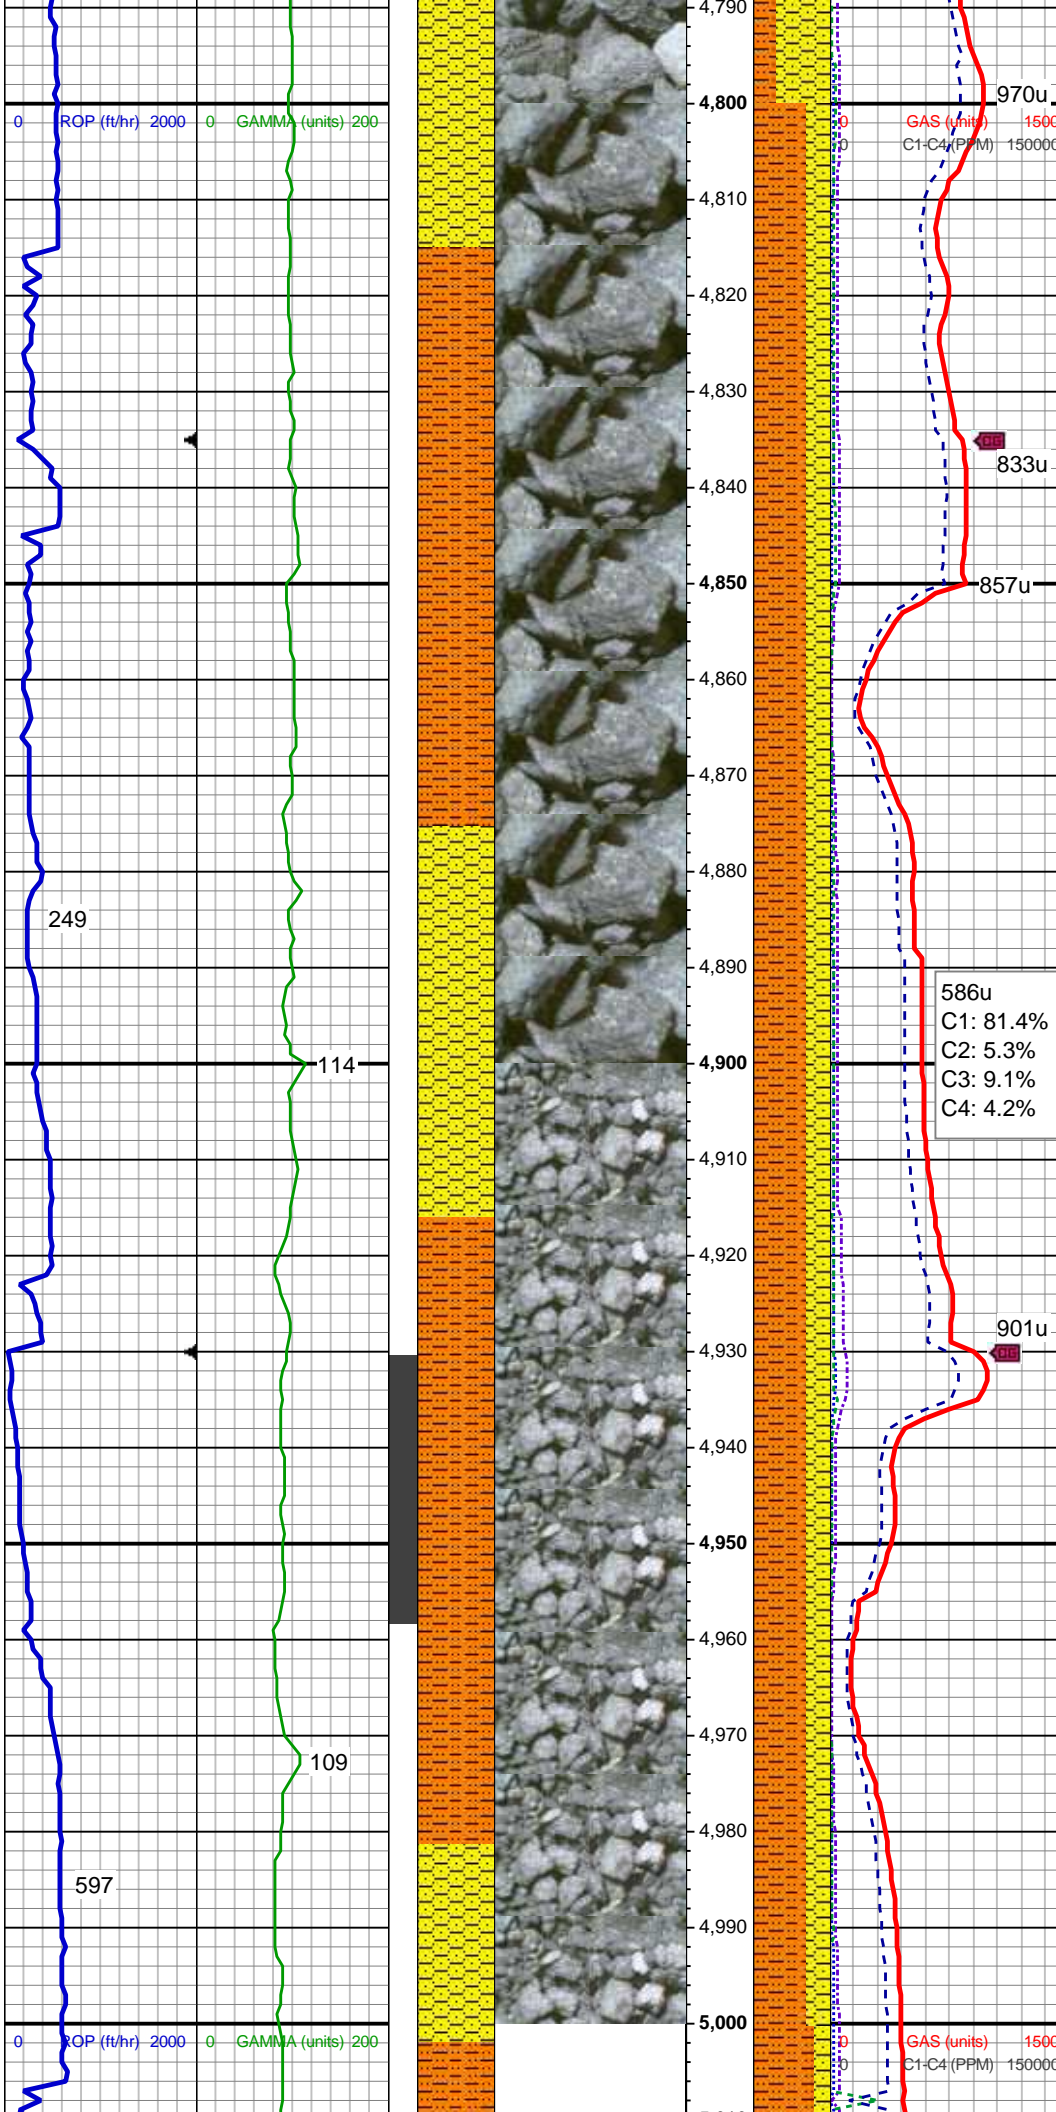 4,790
970u
4,800
0 ROP (ft/hr) 2000 0 GAMMA (units) 200 0 GAS (units) 1500
0 C1-C4 (PPM) 150000
4,810
4,820
4,830
CG
833u
4,840
4,850
857u
4,860
4,870
4,880
249
4,890
586u
C1: 81.4%
C2: 5.3%
C3: 9.1%
C4: 4.2%
4,900
114
4,910
4,920
901u
4,930
CG
4,940
4,950
4,960
4,970
109
4,980
597
4,990
5,000
0 ROP (ft/hr) 2000 0 GAMMA (units) 200 0 GAS (units) 1500
0 C1-C4 (PPM) 150000